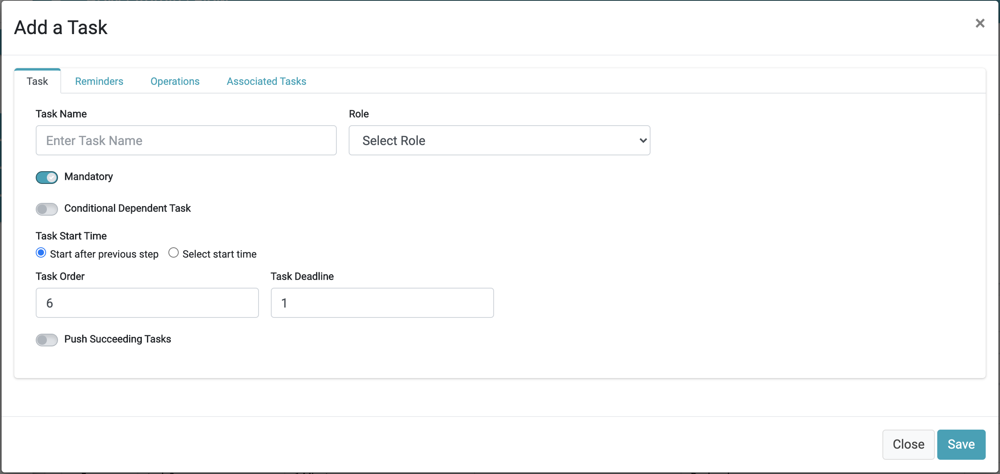 Add a Task
×
Task Reminders Operations Associated Tasks
Task Name Role
Enter Task Name Select Role
Mandatory
Conditional Dependent Task
Task Start Time
Start after previous step Select start time
Task Order Task Deadline
6 1
Push Succeeding Tasks
Close Save